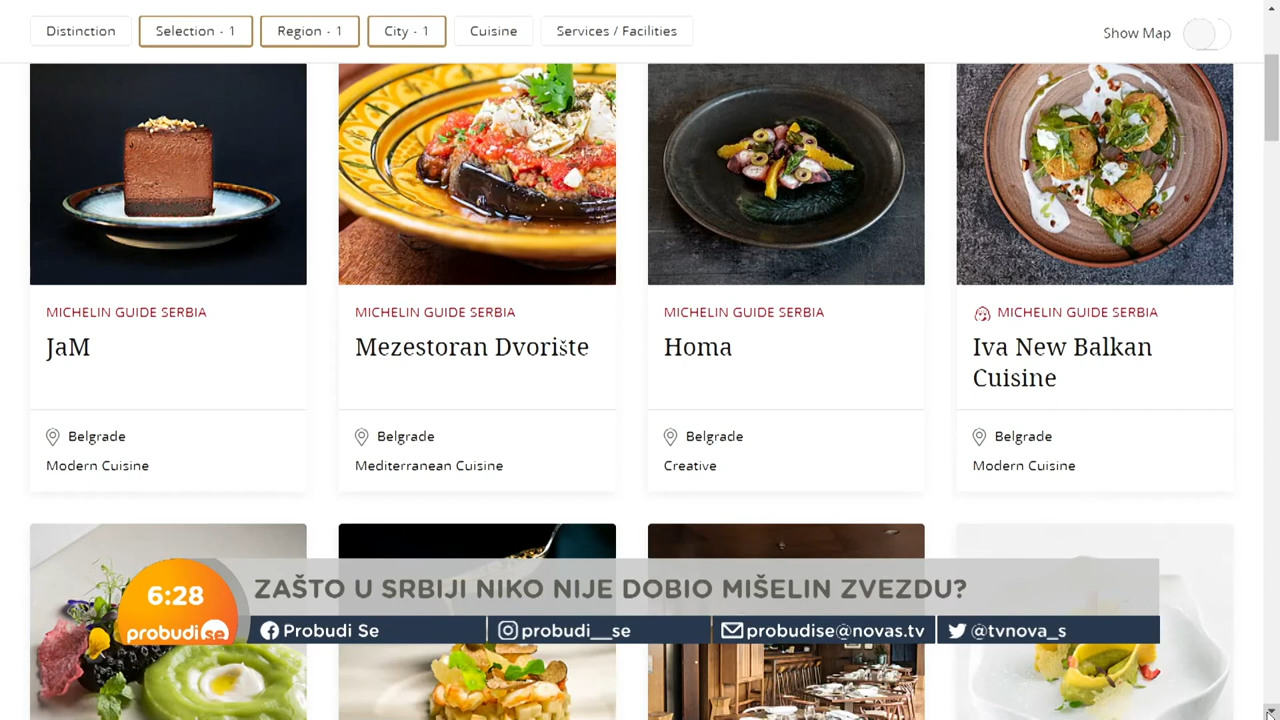 Distinction
Selection · 1
Region · 1
City · 1
Cuisine
Services / Facilities
Show Map
MICHELIN GUIDE SERBIA
JaM
Belgrade
Modern Cuisine
MICHELIN GUIDE SERBIA
Mezestoran Dvorište
Belgrade
Mediterranean Cuisine
MICHELIN GUIDE SERBIA
Homa
Belgrade
Creative
MICHELIN GUIDE SERBIA
Iva New Balkan
Cuisine
Belgrade
Modern Cuisine
6:28
probudi se
ZAŠTO U SRBIJI NIKO NIJE DOBIO MIŠELIN ZVEZDU?
Probudi Se
probudi__se
probudise@novas.tv
@tvnova_s